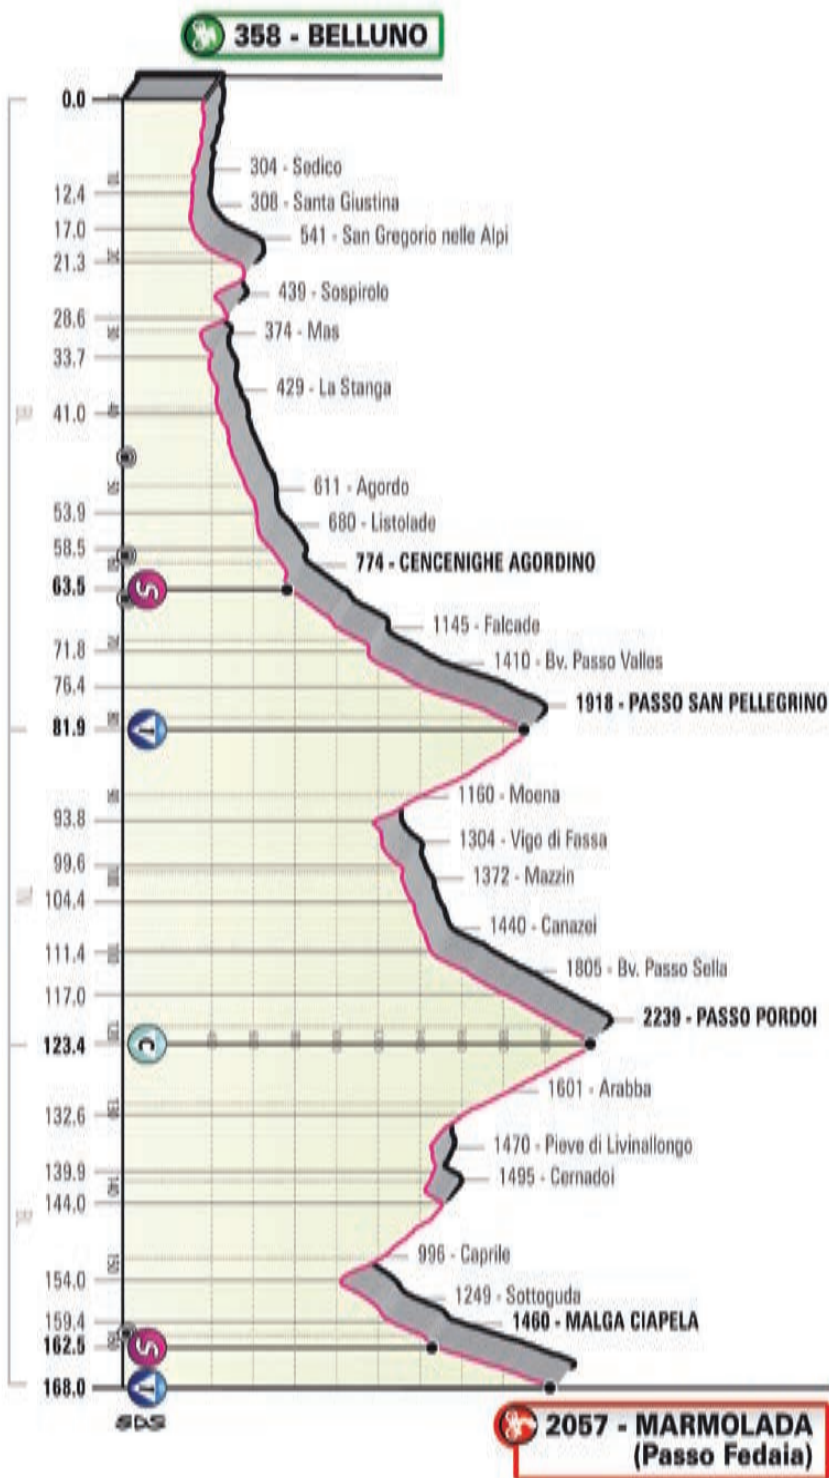 358 - BELLUNO
0.0
304 - Sedico
12.4
308 - Santa Giustina
17.0
541 - San Gregorio nelle Alpi
21.3
439 - Sospirolo
28.6
374 - Mas
33.7
429 - La Stanga
41.0
611 - Agordo
53.9
680 - Listolade
58.5
774 - CENCENIGHE AGORDINO
63.5
S
1145 - Falcade
71.8
1410 - Bv. Passo Valles
76.4
1918 - PASSO SAN PELLEGRINO
81.9
V
1160 - Moena
93.8
1304 - Vigo di Fassa
99.6
1372 - Mazzin
104.4
1440 - Canazei
111.4
1805 - Bv. Passo Sella
117.0
2239 - PASSO PORDOI
123.4
C
1601 - Arabba
132.6
1470 - Pieve di Livinallongo
139.9
1495 - Cernadoi
144.0
996 - Caprile
154.0
1249 - Sottoguda
159.4
1460 - MALGA CIAPELA
162.5
S
168.0
V
2057 - MARMOLADA
(Passo Fedaia)